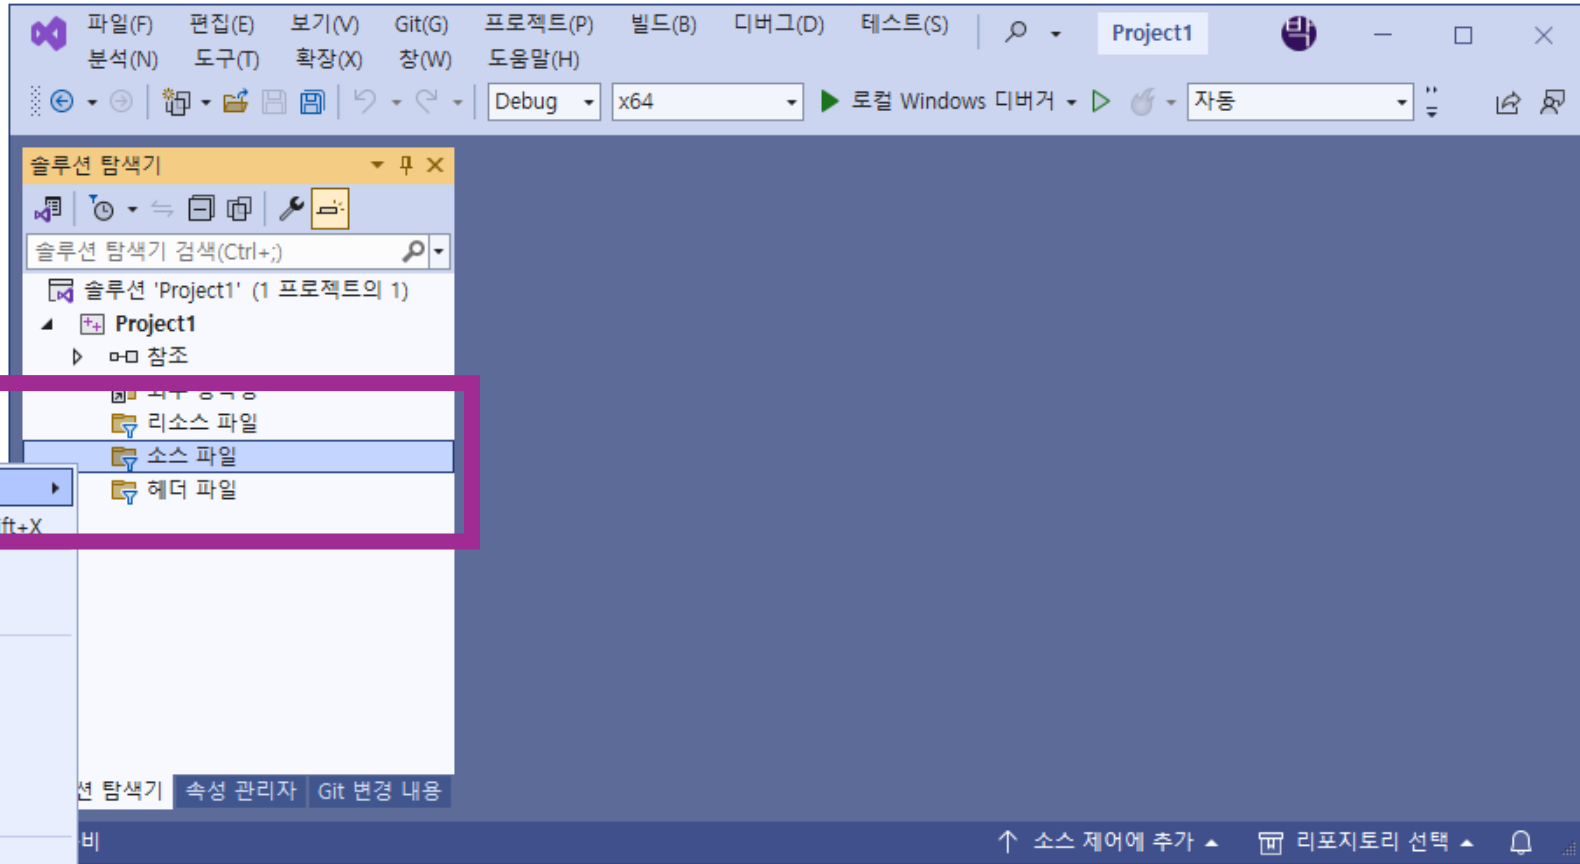 파일(F) 편집(E) 보기(V) Git(G) 프로젝트(P) 빌드(B) 디버그(D) 테스트(S) Project1 박
분석(N) 도구(T) 확장(X) 창(W) 도움말(H)
Debug x64 로컬 Windows 디버거 자동
솔루션 탐색기
솔루션 탐색기 검색(Ctrl+;)
솔루션 'Project1' (1 프로젝트의 1)
Project1
참조
리소스 파일
소스 파일
헤더 파일
ift+X
션 탐색기 속성 관리자 Git 변경 내용
비 소스 제어에 추가 리포지토리 선택